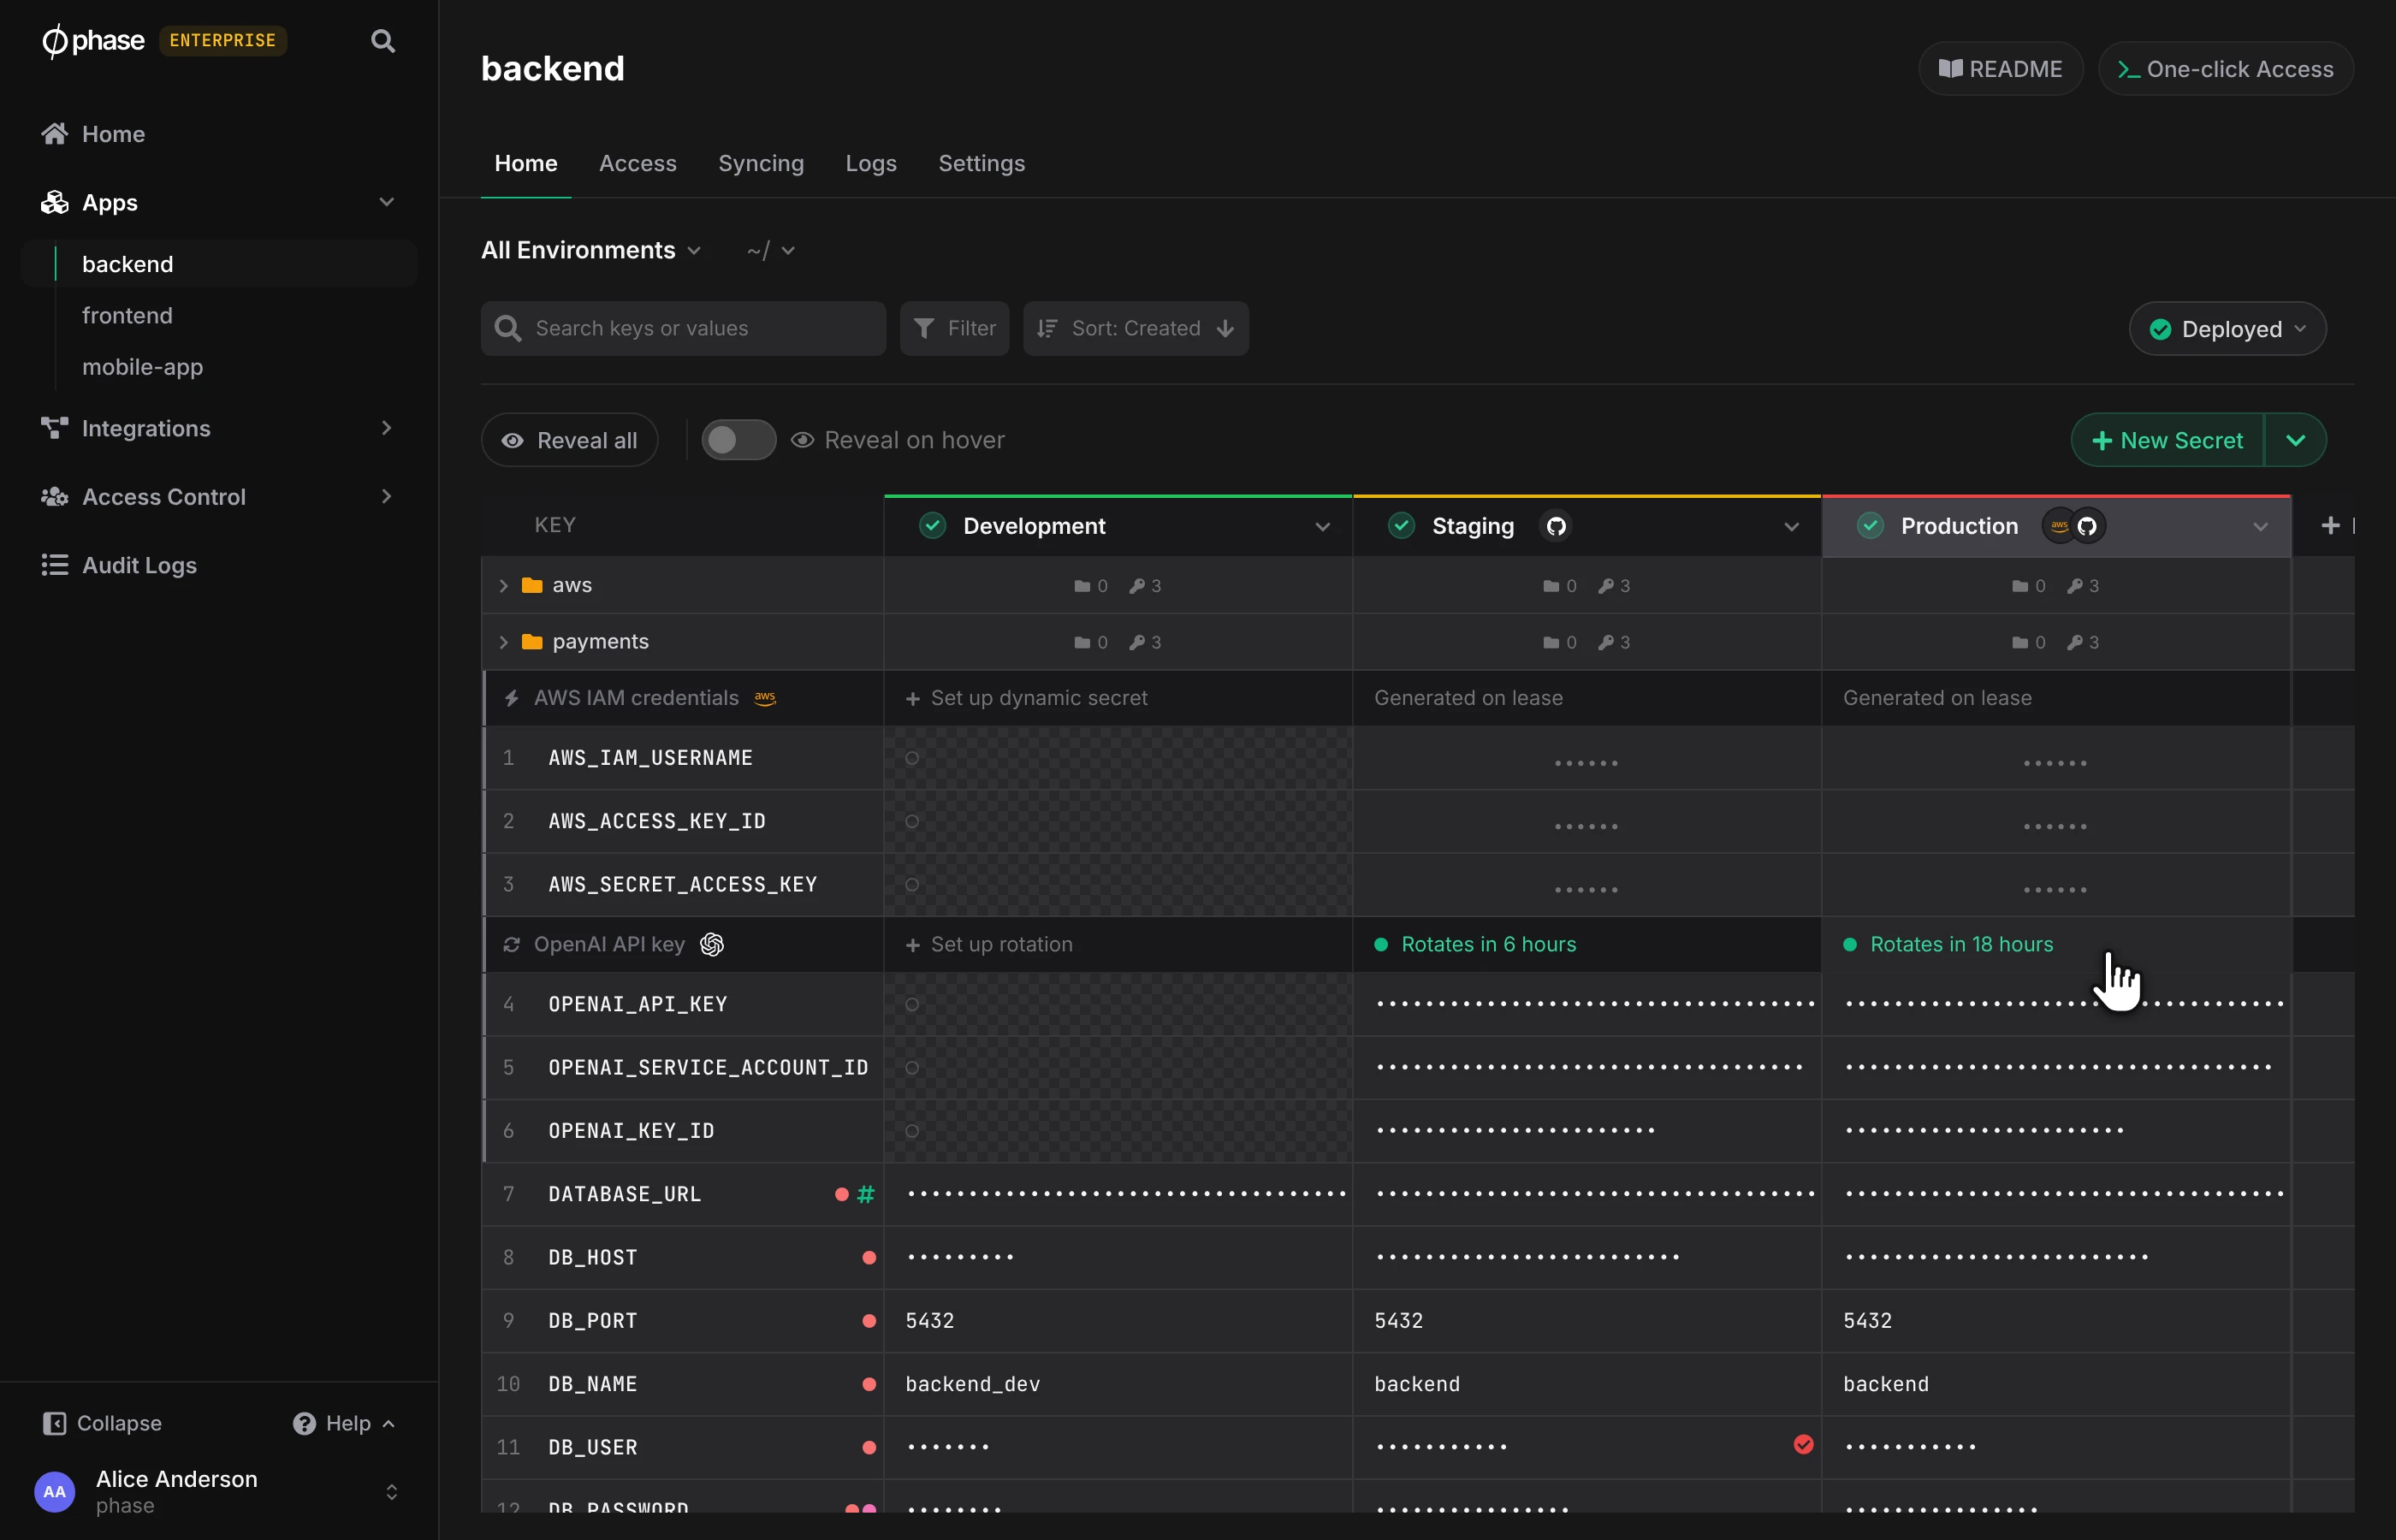 phase ENTERPRISE
Home
Apps
backend
frontend
mobile-app
Integrations
Access Control
Audit Logs
Collapse
Help
AA
Alice Anderson
phase
backend
README
>_ One-click Access
Home Access Syncing Logs Settings
All Environments ~/
Search keys or values
Filter
Sort: Created
Deployed
Reveal all
Reveal on hover
+ New Secret
KEY Development Staging Production aws +
aws 0 3 0 3 0 3
payments 0 3 0 3 0 3
AWS IAM credentials aws + Set up dynamic secret Generated on lease Generated on lease
1 AWS_IAM_USERNAME •••••• ••••••
2 AWS_ACCESS_KEY_ID •••••• ••••••
3 AWS_SECRET_ACCESS_KEY •••••• ••••••
OpenAI API key + Set up rotation Rotates in 6 hours Rotates in 18 hours
4 OPENAI_API_KEY
5 OPENAI_SERVICE_ACCOUNT_ID
6 OPENAI_KEY_ID
7 DATABASE_URL #
8 DB_HOST
9 DB_PORT 5432 5432 5432
10 DB_NAME backend_dev backend backend
11 DB_USER
12 DB_PASSWORD